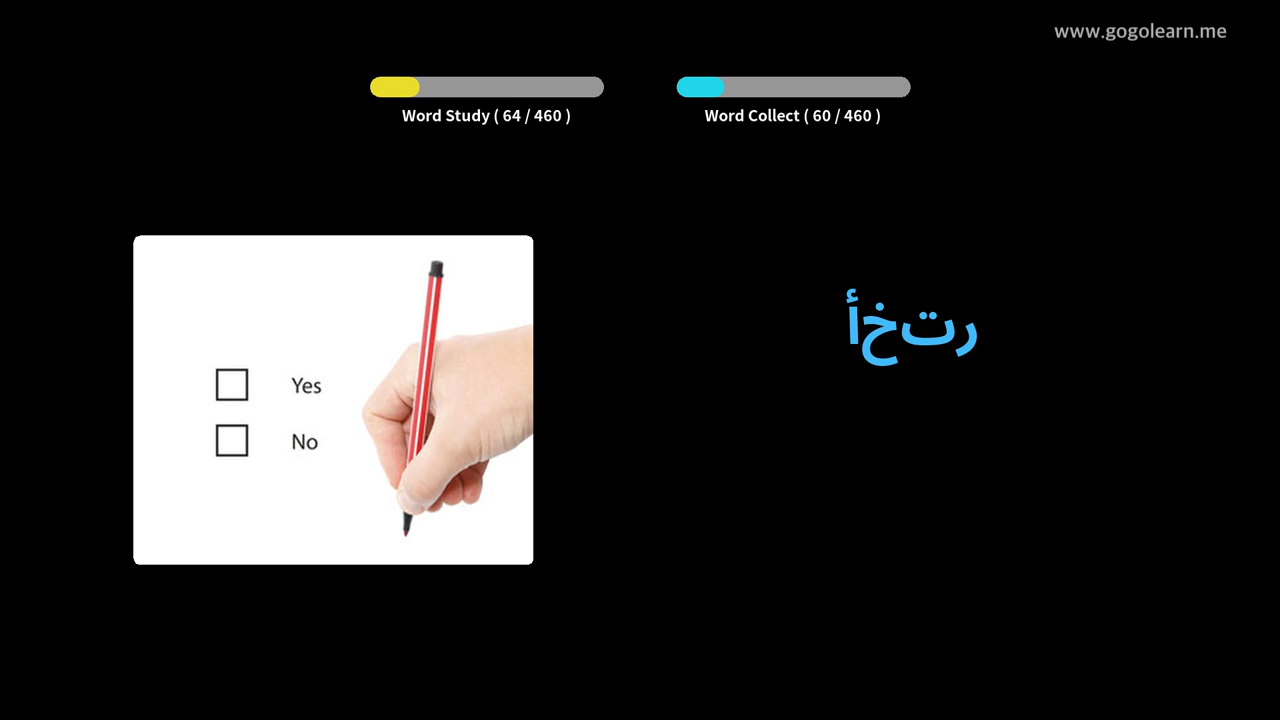 www.gogolearn.me
Word Study ( 64 / 460 )
Word Collect ( 60 / 460 )
Yes
No
رتخأ